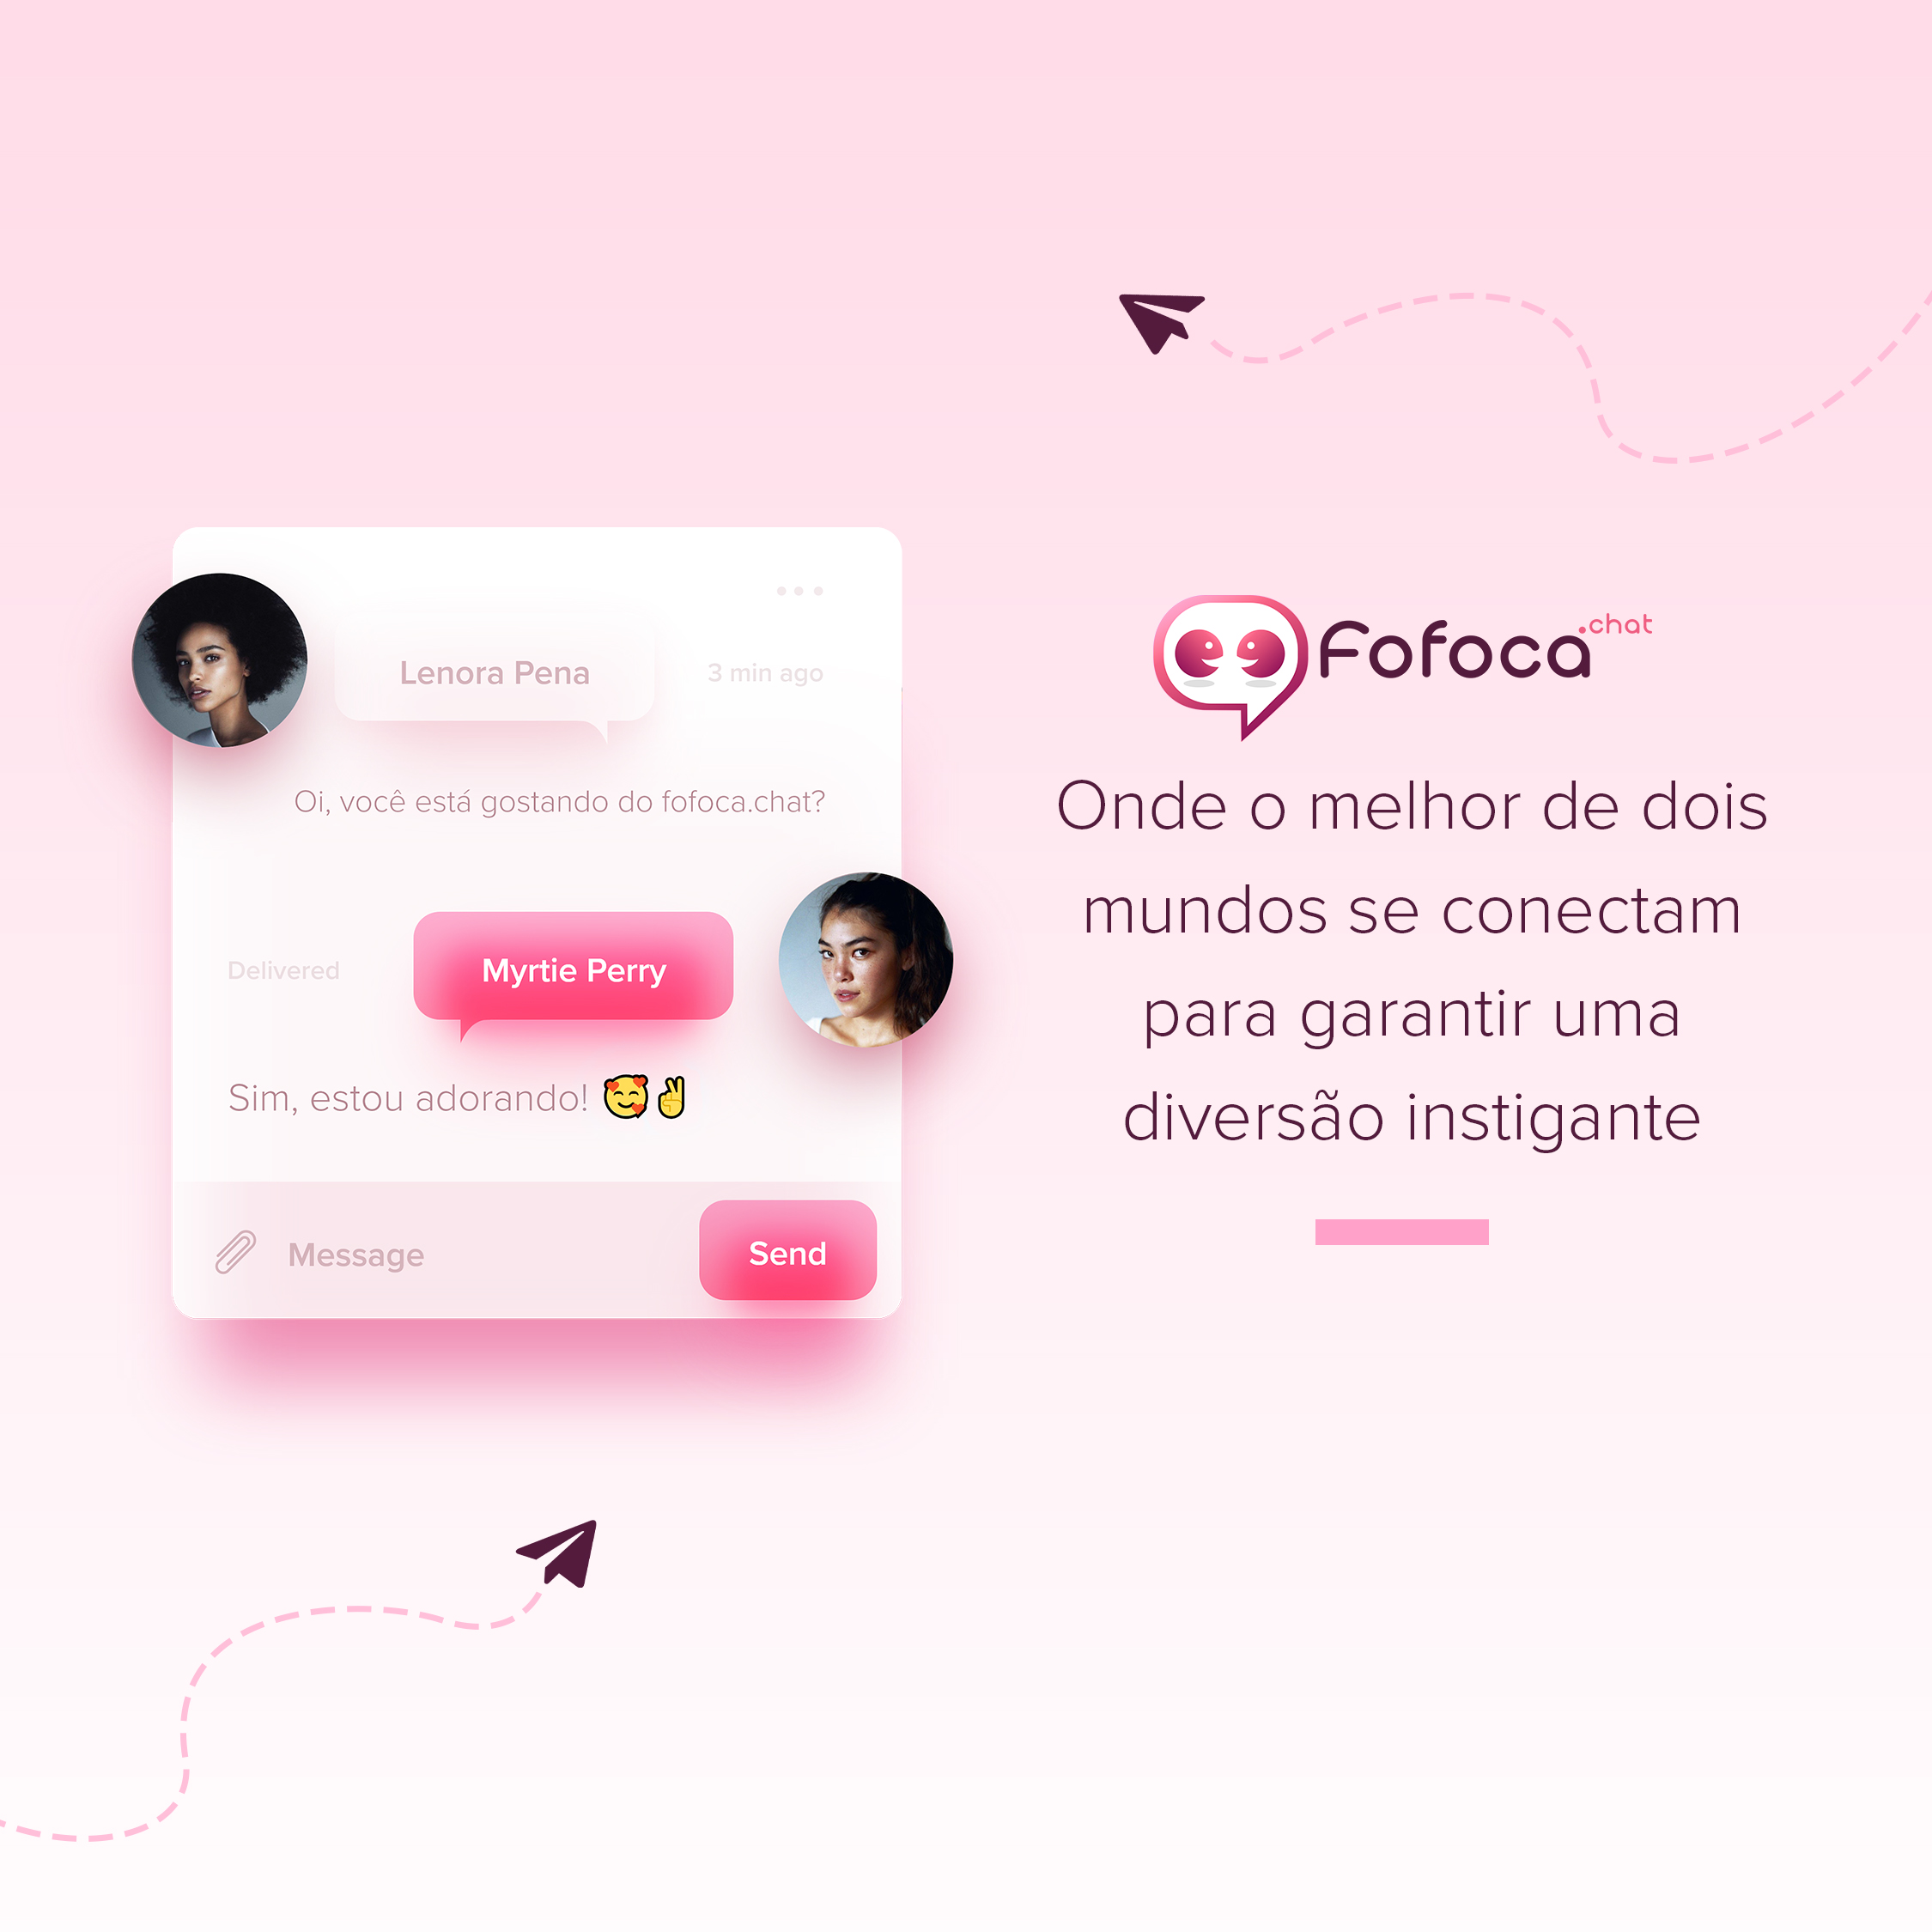 Lenora Pena
3 min ago
Oi, você está gostando do fofoca.chat?
Delivered
Myrtie Perry
Sim, estou adorando! 🥰✌
Message
Send
Fofoca.chat
Onde o melhor de dois
mundos se conectam
para garantir uma
diversão instigante